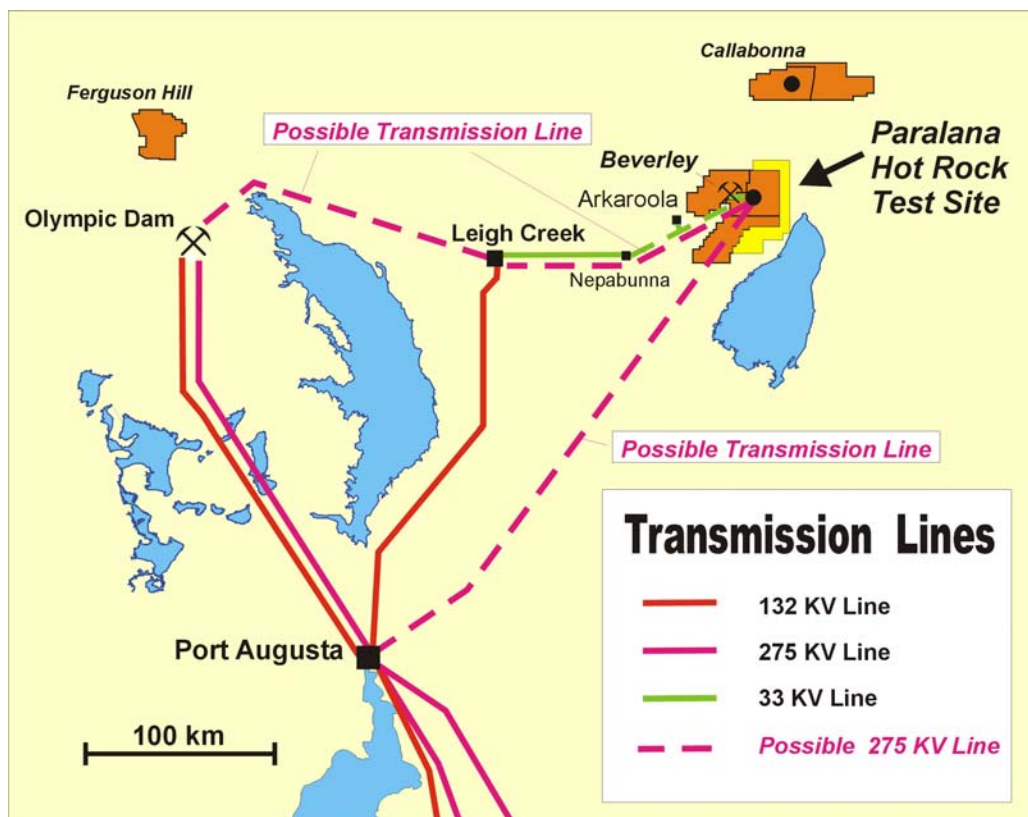 Callabonna
Ferguson Hill
Possible Transmission Line
Paralana
Hot Rock
Test Site
Beverley
Arkaroola
Olympic Dam
Leigh Creek
Nepabunna
Possible Transmission Line
Transmission Lines
132 KV Line
Port Augusta
275 KV Line
33 KV Line
100 km
Possible 275 KV Line